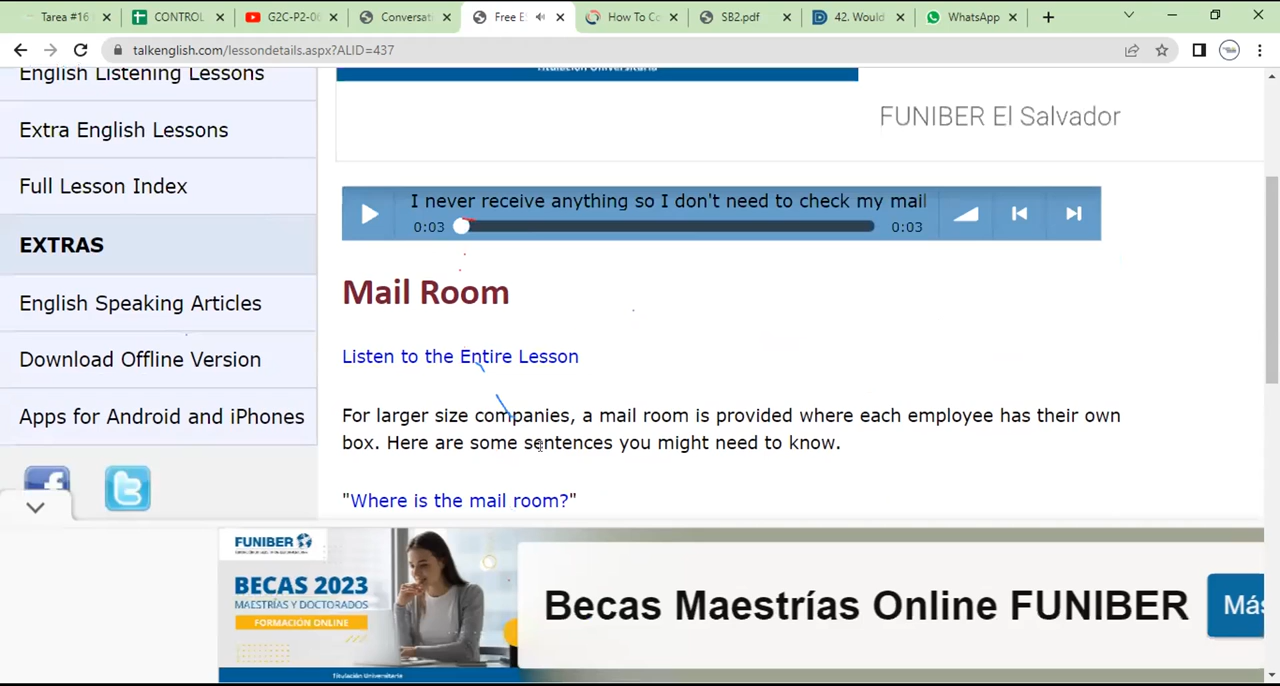 Tarea #16
CONTROL
G2C-P2-0
Conversat
Free E
How To Co
SB2.pdf
42. Would
WhatsApp
talkenglish.com/lessondetails.aspx?ALID=437
English Listening Lessons
Extra English Lessons
Full Lesson Index
EXTRAS
English Speaking Articles
Download Offline Version
Apps for Android and iPhones
Titulación Universitaria
FUNIBER El Salvador
I never receive anything so I don't need to check my mail
0:03
0:03
Mail Room
Listen to the Entire Lesson
For larger size companies, a mail room is provided where each employee has their own
box. Here are some sentences you might need to know.
"Where is the mail room?"
FUNIBER
BECAS 2023
MAESTRÍAS Y DOCTORADOS
FORMACIÓN ONLINE
Titulación Universitaria
Becas Maestrías Online FUNIBER
Más